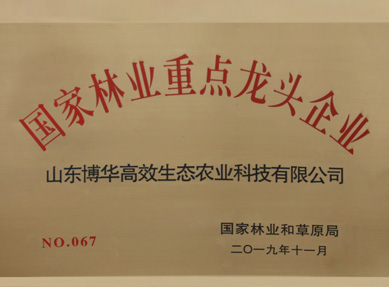 国家林业重点龙头企业
山东博华高效生态农业科技有限公司
国家林业和草原局
NO.067
二〇一九年十一月